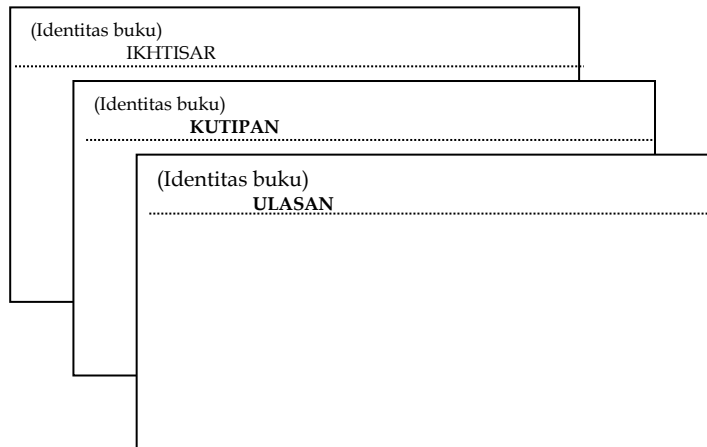 (Identitas buku)
IKHTISAR
(Identitas buku)
KUTIPAN
(Identitas buku)
ULASAN